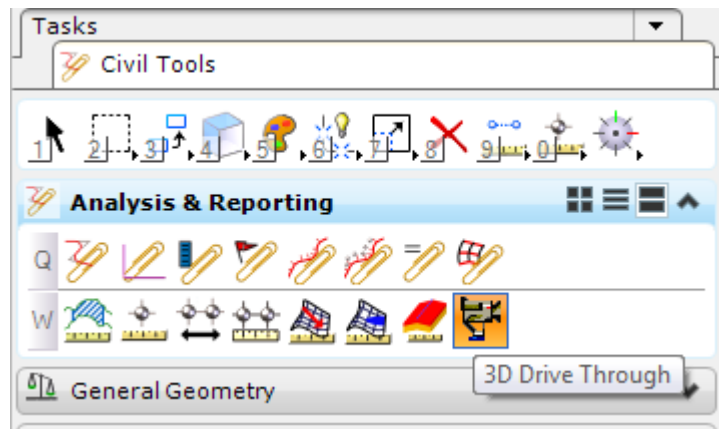 Tasks
Civil Tools
1 2 3 4 5 6 7 8 9 0
Analysis & Reporting
Q
W
3D Drive Through
General Geometry